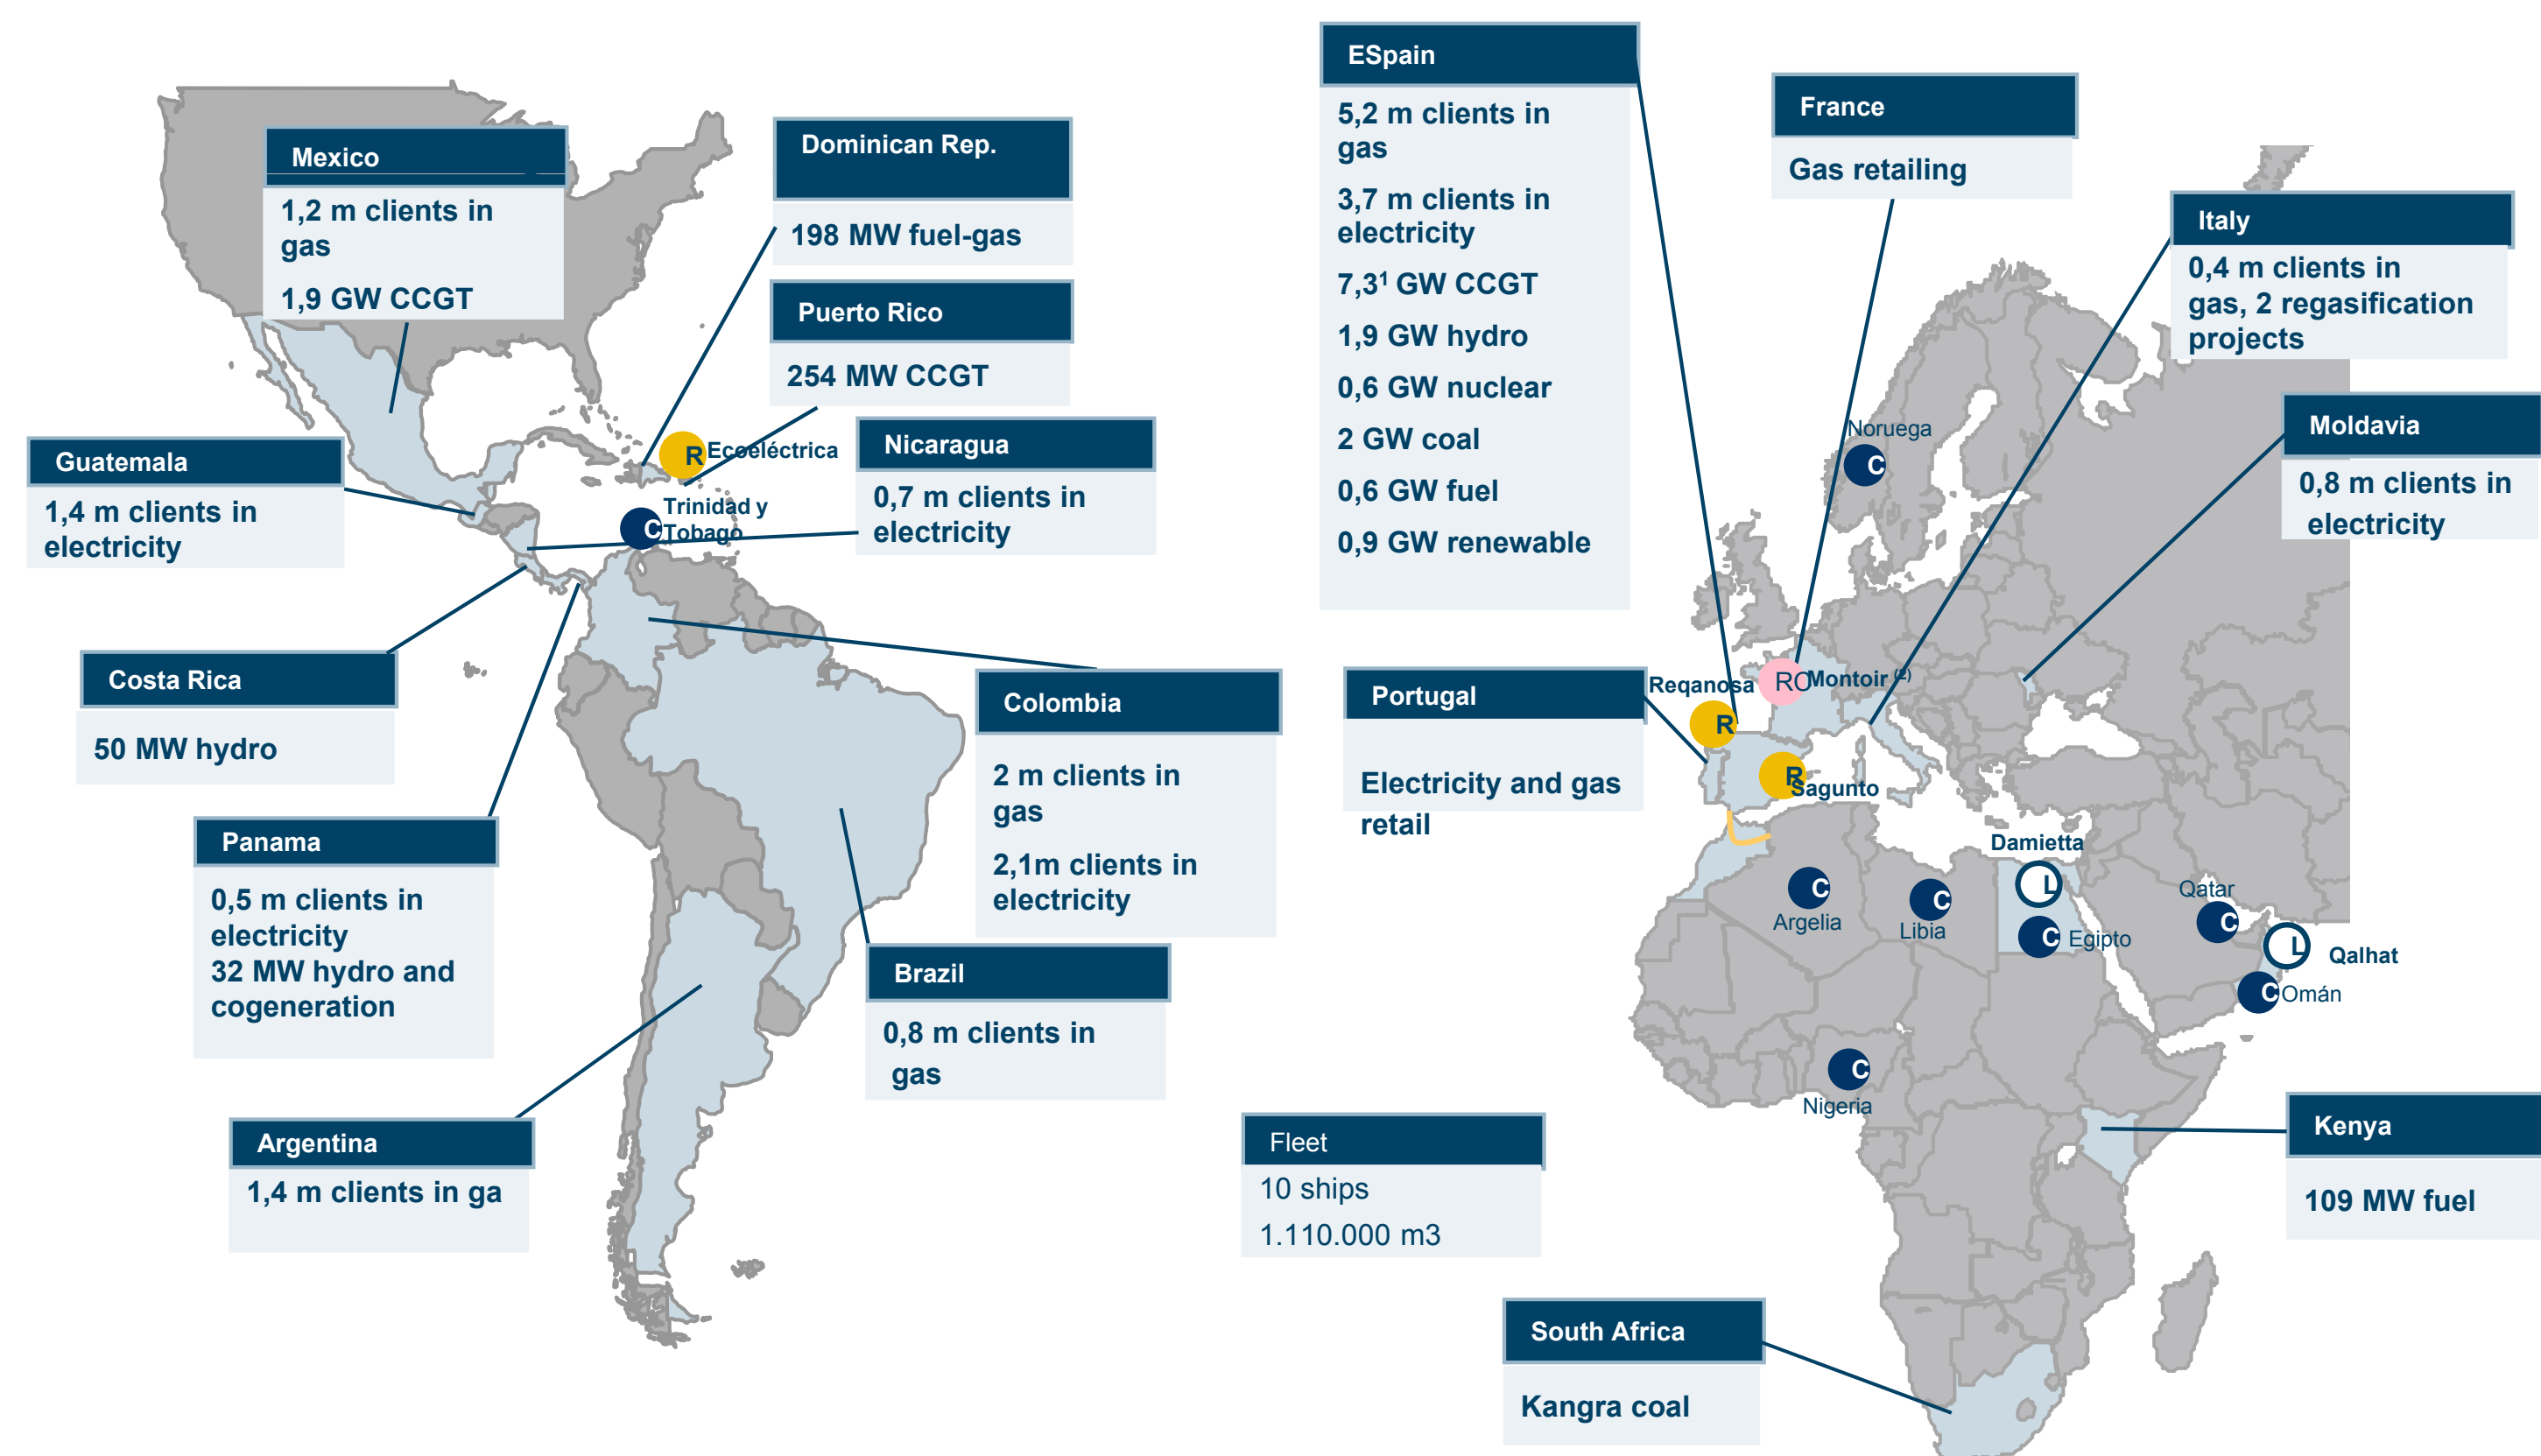 Mexico
1,2 m clients in
gas
1,9 GW CCGT
Dominican Rep.
198 MW fuel-gas
Puerto Rico
254 MW CCGT
Nicaragua
0,7 m clients in
electricity
Guatemala
1,4 m clients in
electricity
R Ecoeléctrica
C Trinidad y
Tobago
Costa Rica
50 MW hydro
Panama
0,5 m clients in
electricity
32 MW hydro and
cogeneration
Colombia
2 m clients in
gas
2,1m clients in
electricity
Brazil
0,8 m clients in
gas
Argentina
1,4 m clients in ga
ESpain
5,2 m clients in
gas
3,7 m clients in
electricity
7,3¹ GW CCGT
1,9 GW hydro
0,6 GW nuclear
2 GW coal
0,6 GW fuel
0,9 GW renewable
France
Gas retailing
Italy
0,4 m clients in
gas, 2 regasification
projects
Moldavia
0,8 m clients in
electricity
Noruega
C
Portugal
Electricity and gas
retail
Reqanosa
R
RC Montoir (2)
R
Sagunto
Damietta
L
C
Argelia
C
Libia
C Egipto
Qatar
C
L Qalhat
C Omán
C
Nigeria
Fleet
10 ships
1.110.000 m3
Kenya
109 MW fuel
South Africa
Kangra coal